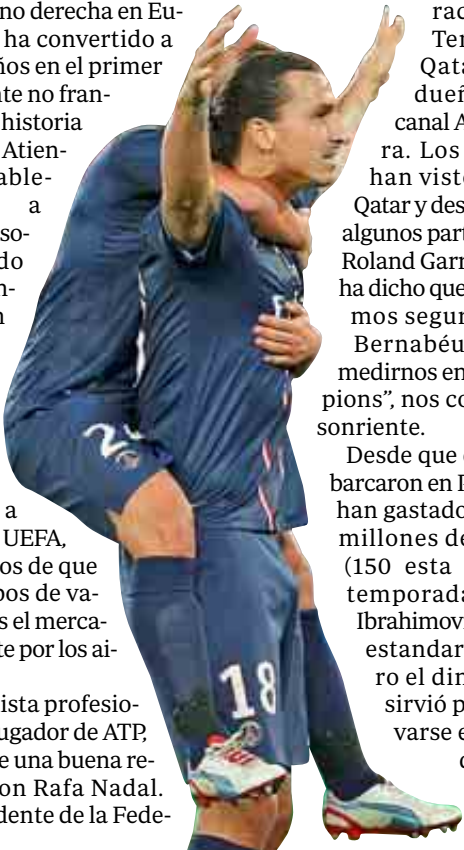 no derecha en Eu-
ha convertido a
ños en el primer
nte no fran-
historia
Atien-
able-
a
so-
do
n-
n
a
UEFA,
os de que
pos de va-
s el merca-
te por los ai-
ista profesio-
ugador de ATP,
e una buena re-
on Rafa Nadal.
dente de la Fede-
18
rac
Ter
Qata
dueñ
canal A
ra. Los
han visto
Qatar y des
algunos part
Roland Garr
ha dicho que
mos segur
Bernabéu
medirnos en
pions”, nos co
sonriente.
Desde que
barcaron en P
han gastado
millones de
(150 esta
temporada
Ibrahimovi
estandar
ro el din
sirvió p
varse e